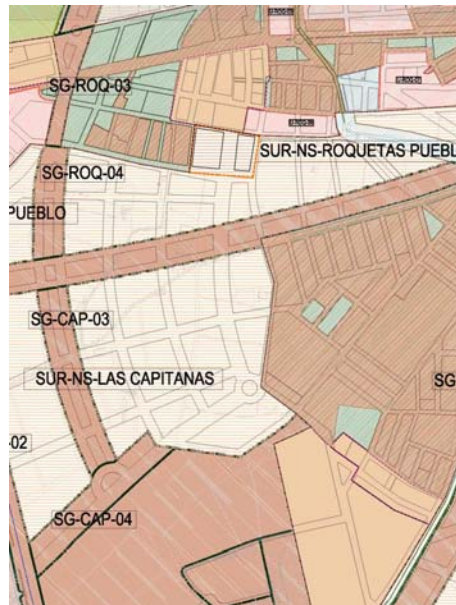 SG-ROQ-03
SUR-NS-ROQUETAS PUEBL
SG-ROQ-04
PUEBLO
SG-CAP-03
SUR-NS-LAS CAPITANAS
SG
-02
SG-CAP-04